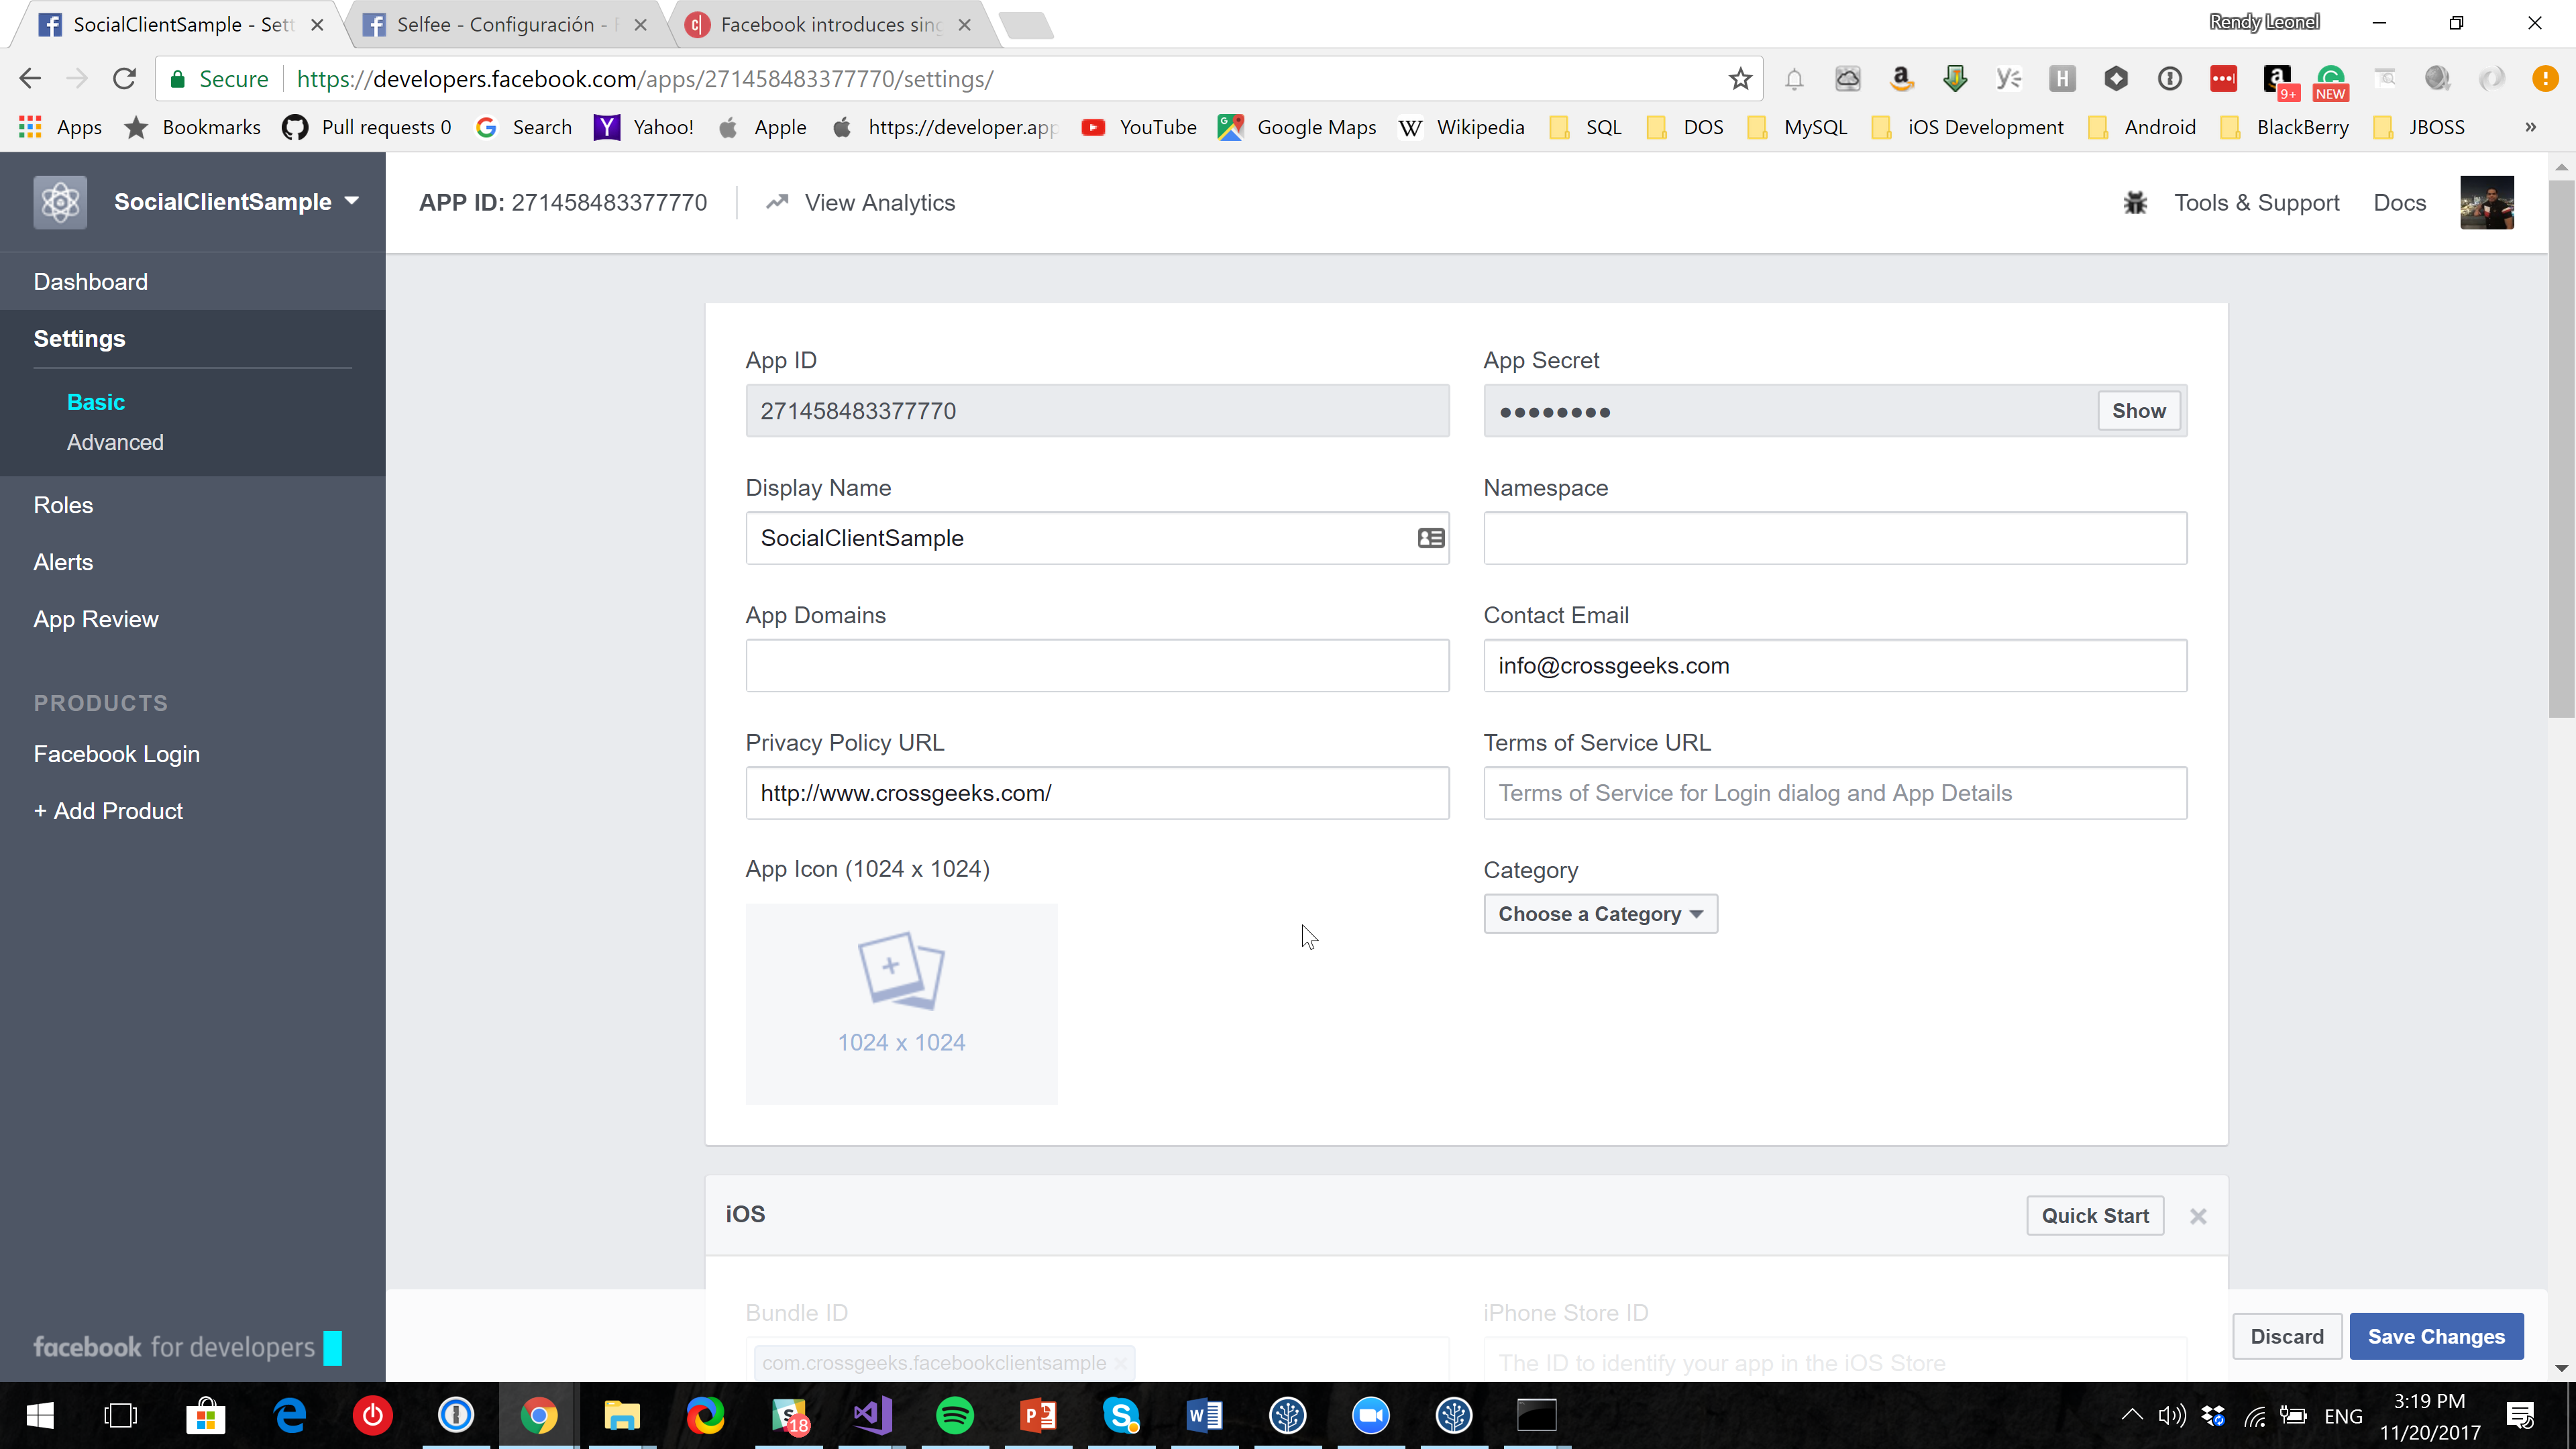 SocialClientSample - Sett
Selfee - Configuración -
Facebook introduces sing
Rendy Leonel
Secure
https://developers.facebook.com/apps/271458483377770/settings/
9+
NEW
Apps
Bookmarks
Pull requests 0
Search
Yahoo!
Apple
https://developer.app
YouTube
Google Maps
Wikipedia
SQL
DOS
MySQL
iOS Development
Android
BlackBerry
JBOSS
»
SocialClientSample
APP ID: 271458483377770
View Analytics
Tools & Support
Docs
Dashboard
Settings
Basic
Advanced
Roles
Alerts
App Review
PRODUCTS
Facebook Login
+ Add Product
facebook for developers
App ID
271458483377770
App Secret
●●●●●●●●
Show
Display Name
SocialClientSample
Namespace
App Domains
Contact Email
info@crossgeeks.com
Privacy Policy URL
http://www.crossgeeks.com/
Terms of Service URL
Terms of Service for Login dialog and App Details
App Icon (1024 x 1024)
1024 x 1024
Category
Choose a Category
iOS
Quick Start
Bundle ID
com.crossgeeks.facebookclientsample
iPhone Store ID
The ID to identify your app in the iOS Store
Discard
Save Changes
18
ENG
3:19 PM
11/20/2017